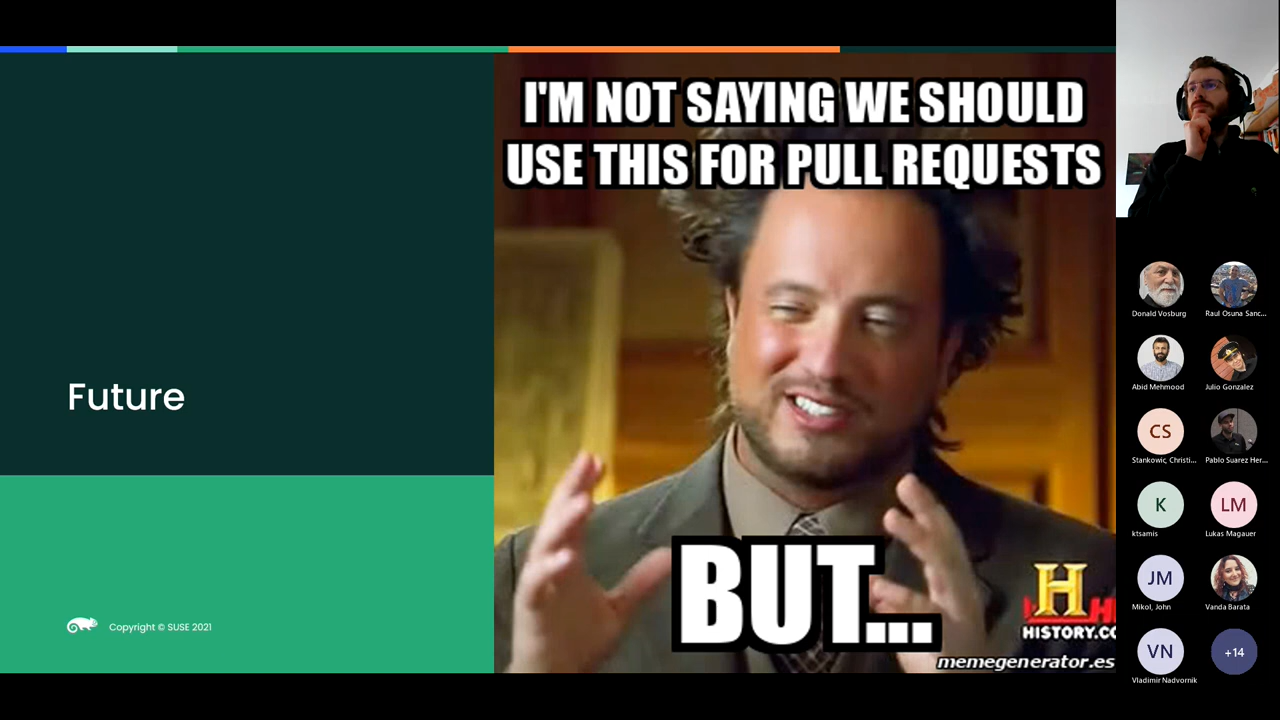 I'M NOT SAYING WE SHOULD
USE THIS FOR PULL REQUESTS
Future
BUT...
H
HISTORY.CO
memegenerator.es
Copyright © SUSE 2021
Donald Vosburg
Raul Osuna Sanc...
Abid Mehmood
Julio Gonzalez
CS
Stankowic, Christi...
Pablo Suarez Her...
K
ktsamis
LM
Lukas Magauer
JM
Mikol, John
Vanda Barata
VN
Vladimir Nadvornik
+14